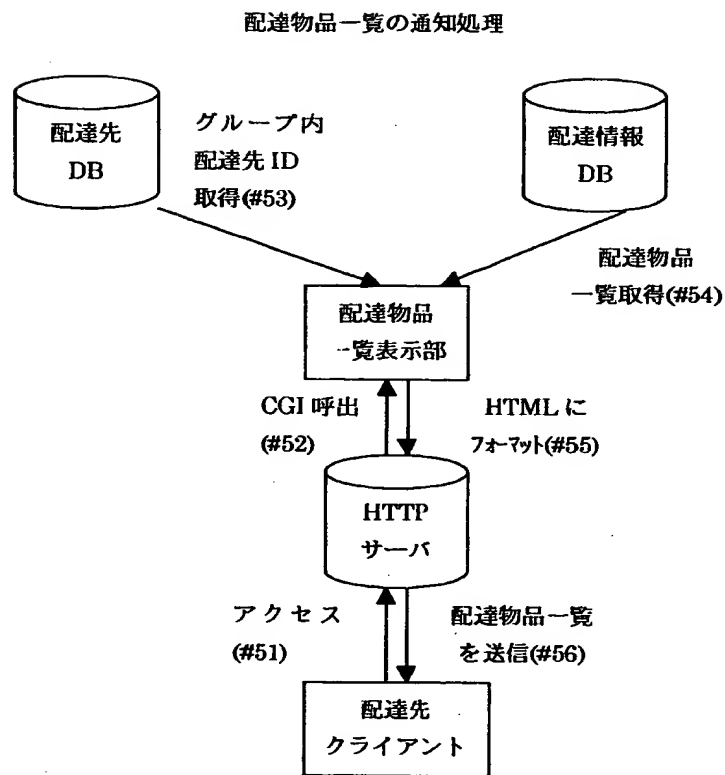 配達物品一覧の通知処理
配達先
DB
グループ内
配達先 ID
取得(#53)
配達情報
DB
配達物品
一覧取得(#54)
配達物品
一覧表示部
CGI 呼出
(#52)
HTML に
フォーマット(#55)
HTTP
サーバ
アクセス
(#51)
配達物品一覧
を送信(#56)
配達先
クライアント